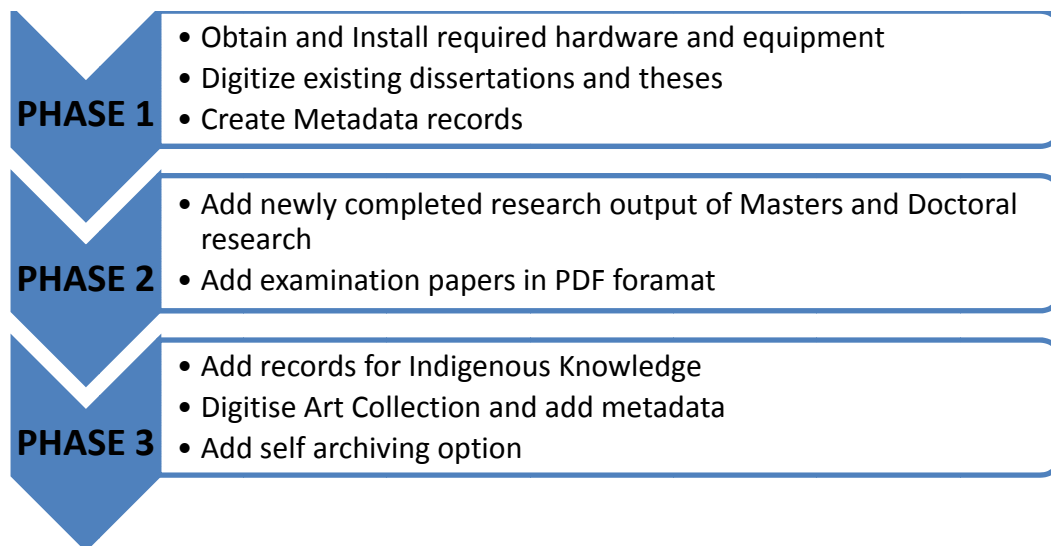 PHASE 1
• Obtain and Install required hardware and equipment
• Digitize existing dissertations and theses
• Create Metadata records
PHASE 2
• Add newly completed research output of Masters and Doctoral
research
• Add examination papers in PDF foramat
PHASE 3
• Add records for Indigenous Knowledge
• Digitise Art Collection and add metadata
• Add self archiving option